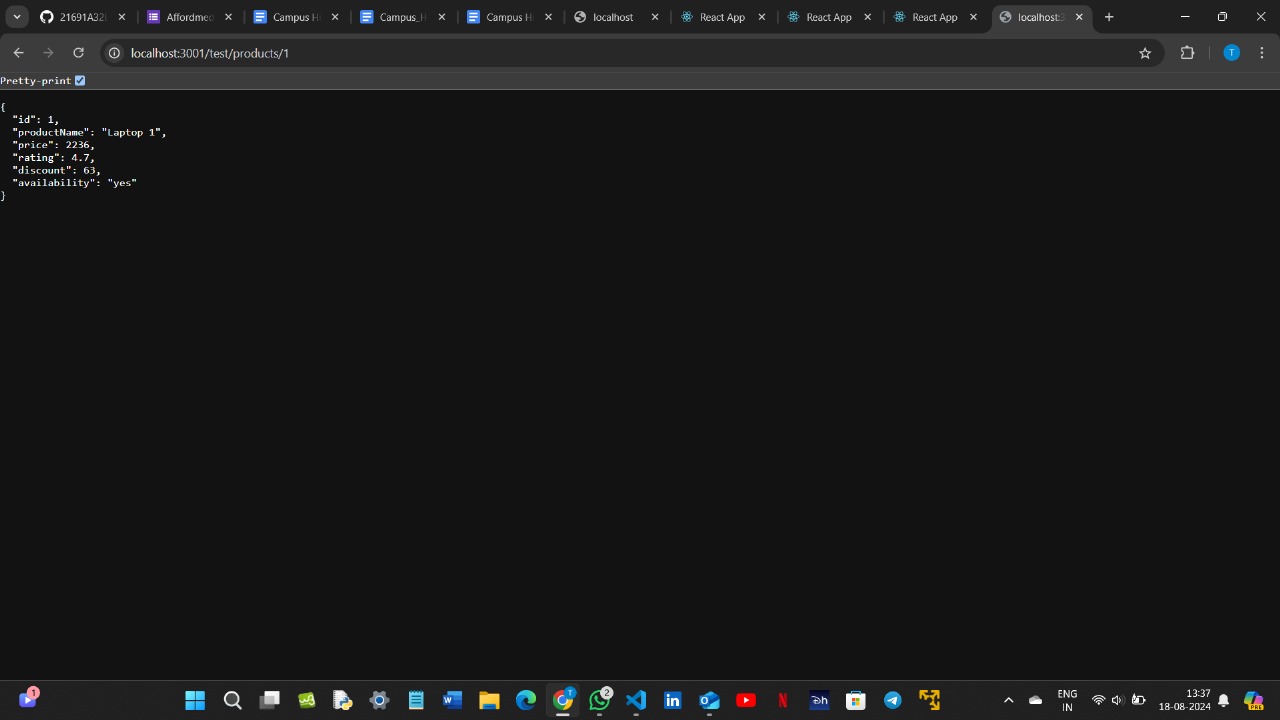 21691A32
Affordmed
Campus H
Campus_H
Campus H
localhost
React App
React App
React App
localhost:3
localhost:3001/test/products/1
T
Pretty-print
{
"id": 1,
"productName": "Laptop 1",
"price": 2236,
"rating": 4.7,
"discount": 63,
"availability": "yes"
}
1
T
2
ENG
IN
13:37
18-08-2024
PRE